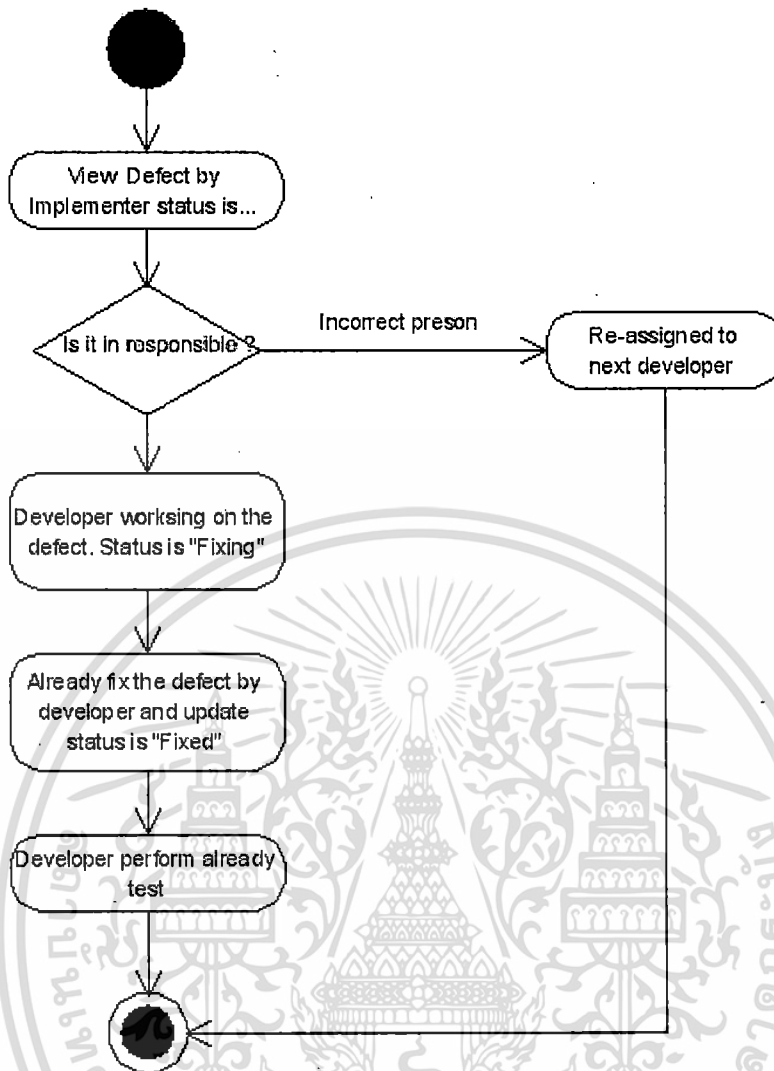 View Defect by
Implementer status is...
Is it in responsible ?
Incorrect preson
Re-assigned to
next developer
Developer worksing on the
defect. Status is "Fixing"
Already fix the defect by
developer and update
status is "Fixed"
Developer perform already
test